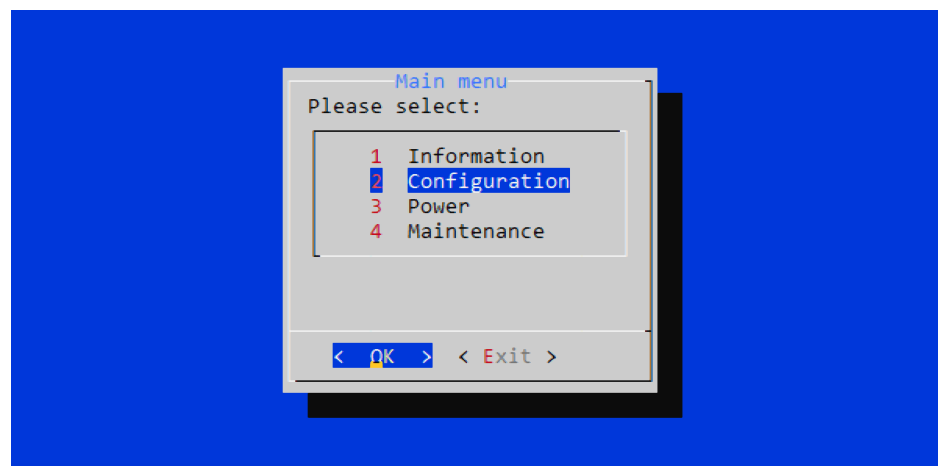 Main menu
Please select:
1 Information
2 Configuration
3 Power
4 Maintenance
< OK > < Exit >